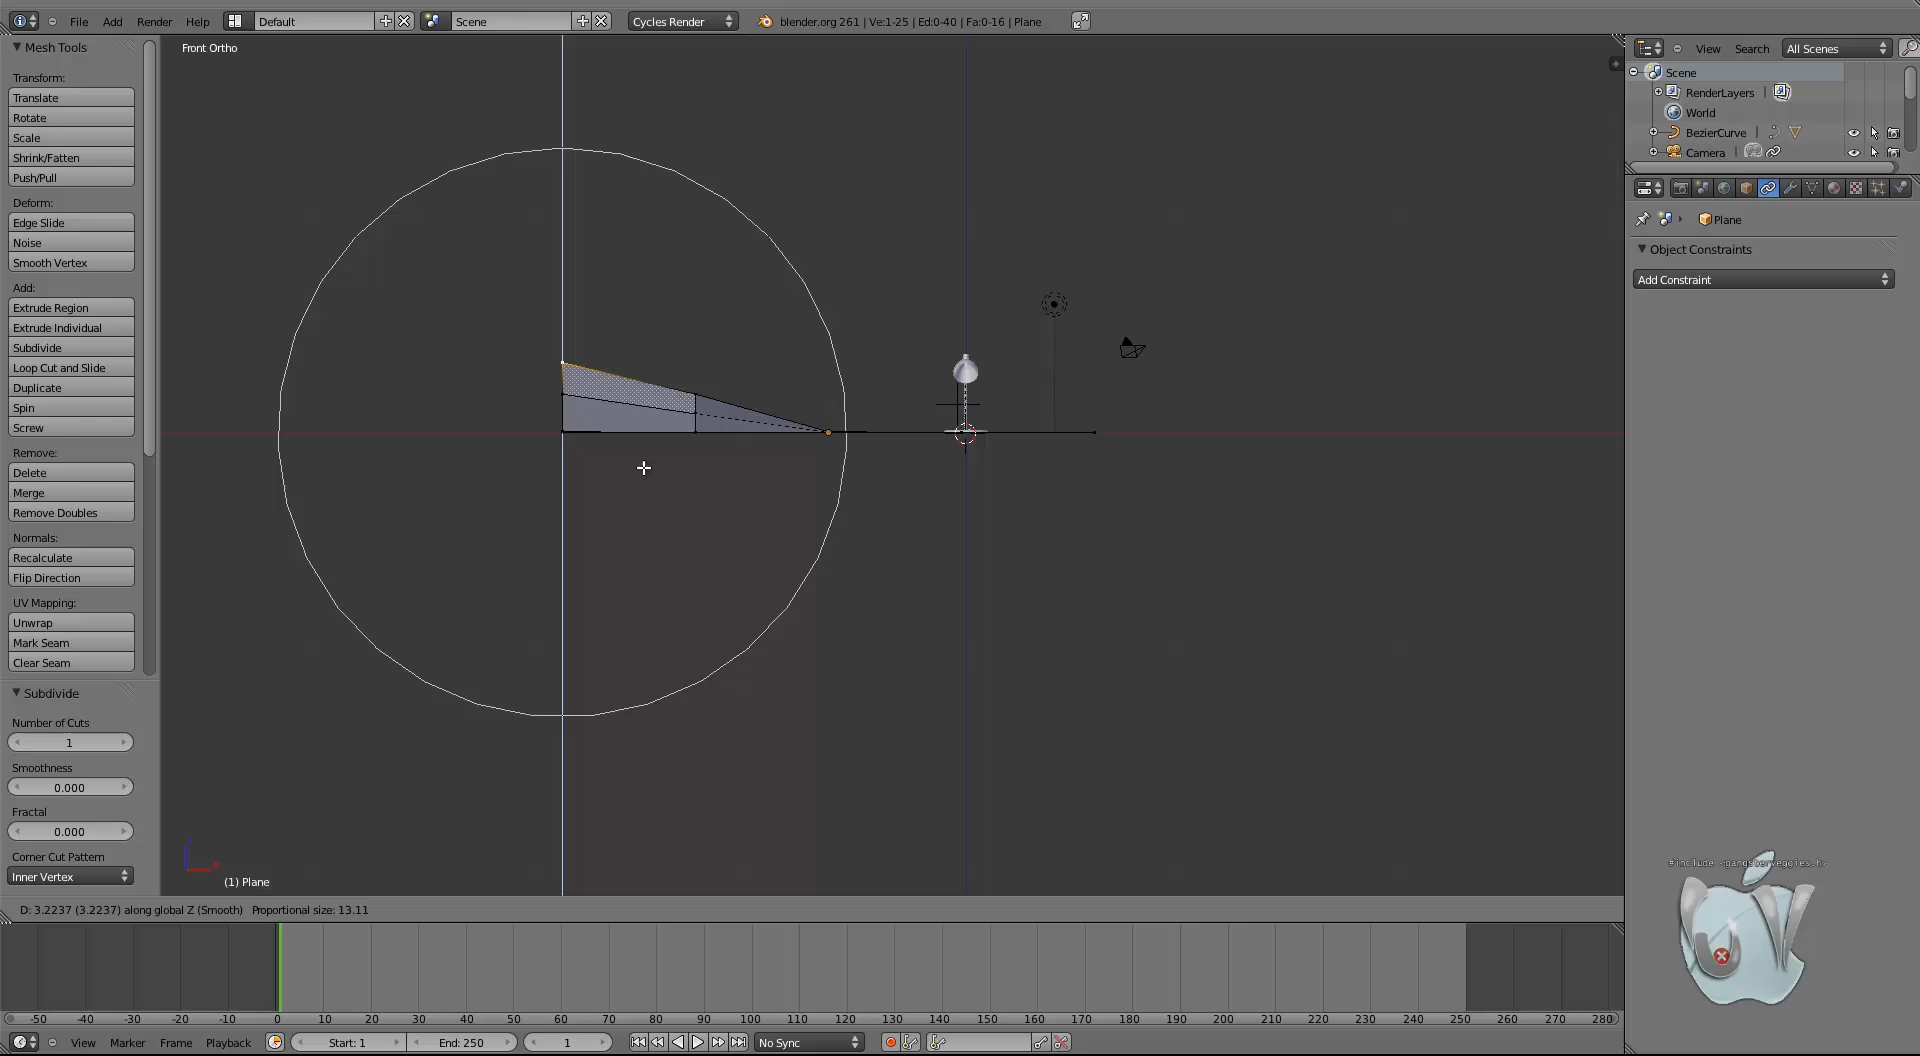 File Add Render Help Default Scene Cycles Render blender.org 261 | Ve:1-25 | Ed:0-40 | Fa:0-16 | Plane
Mesh Tools
Transform:
Translate
Rotate
Scale
Shrink/Fatten
Push/Pull
Deform:
Edge Slide
Noise
Smooth Vertex
Add:
Extrude Region
Extrude Individual
Subdivide
Loop Cut and Slide
Duplicate
Spin
Screw
Remove:
Delete
Merge
Remove Doubles
Normals:
Recalculate
Flip Direction
UV Mapping:
Unwrap
Mark Seam
Clear Seam
Subdivide
Number of Cuts
1
Smoothness
0.000
Fractal
0.000
Corner Cut Pattern
Inner Vertex
Front Ortho
(1) Plane
D: 3.2237 (3.2237) along global Z (Smooth) Proportional size: 13.11
View Search All Scenes
Scene
RenderLayers |
World
BezierCurve |
Camera |
Plane
Object Constraints
Add Constraint
#include <gangsterveggies.h>
-50 -40 -30 -20 -10 0 10 20 30 40 50 60 70 80 90 100 110 120 130 140 150 160 170 180 190 200 210 220 230 240 250 260 270 280
View Marker Frame Playback Start: 1 End: 250 1 No Sync